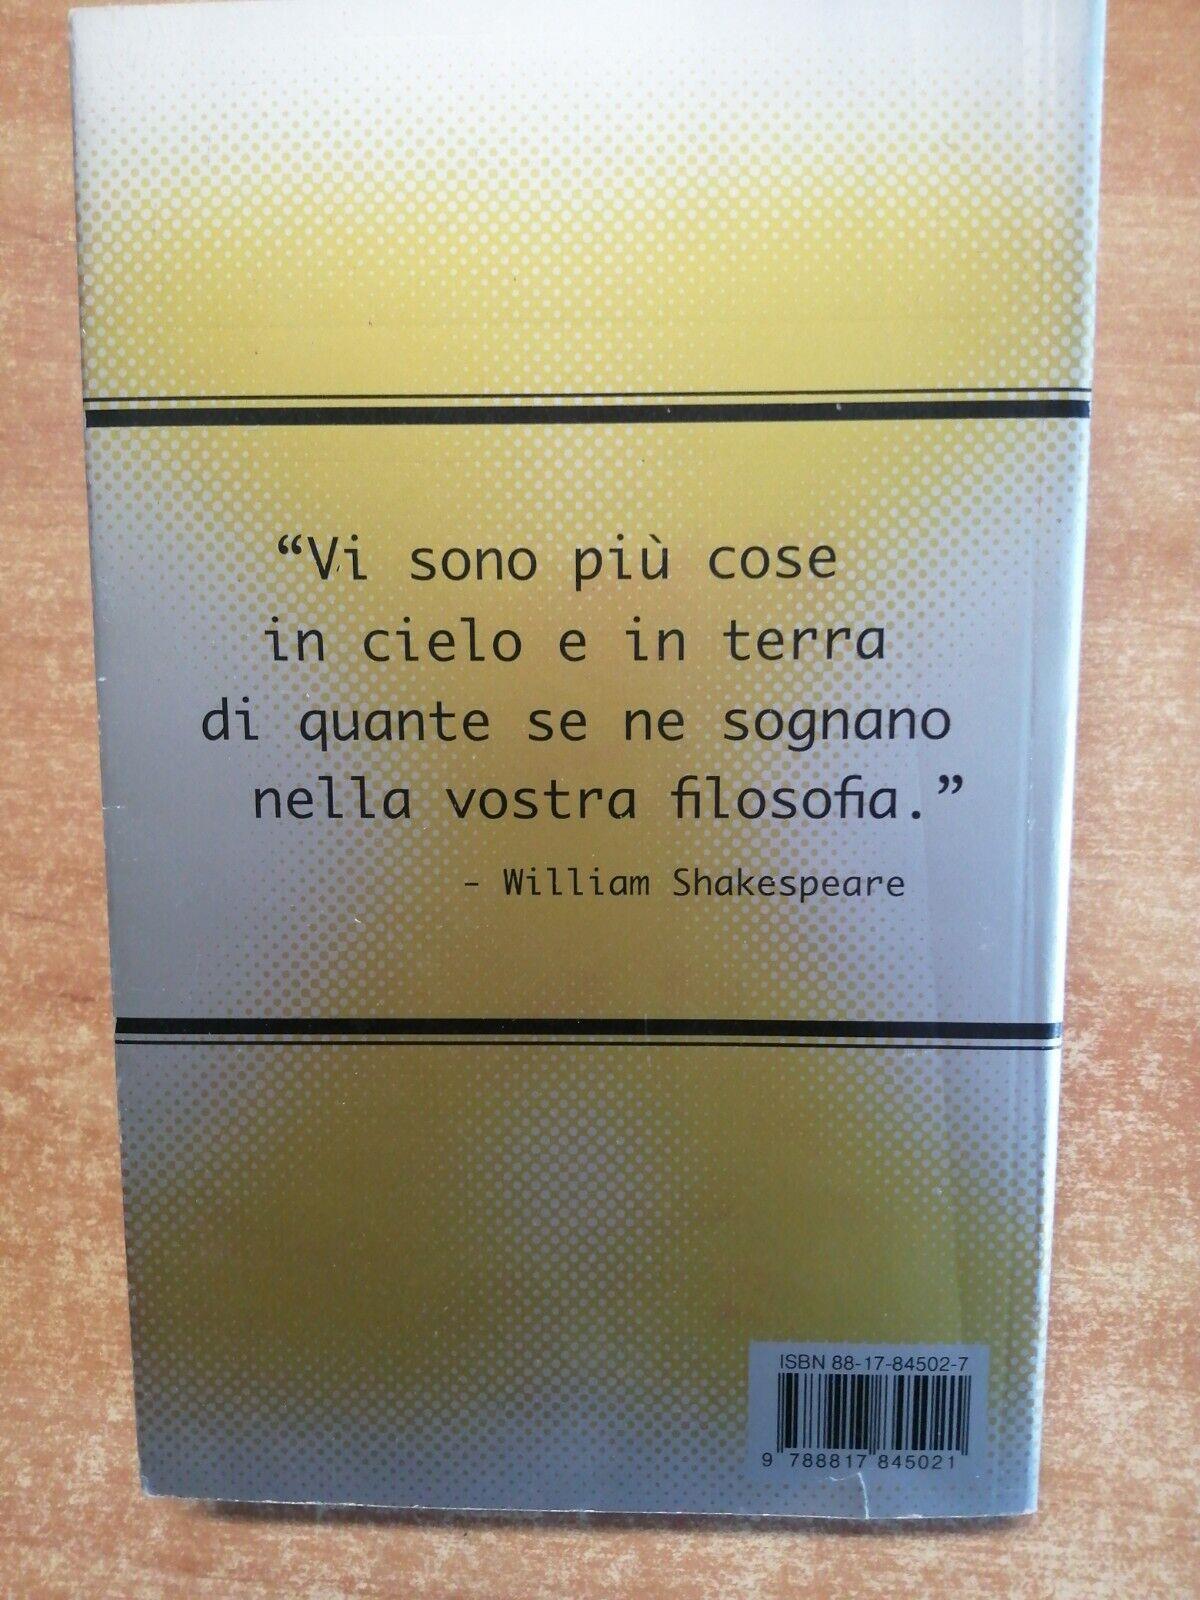 “Vi sono più cose
in cielo e in terra
di quante se ne sognano
nella vostra filosofia.”
– William Shakespeare
ISBN 88-17-84502-7
9 788817 845021